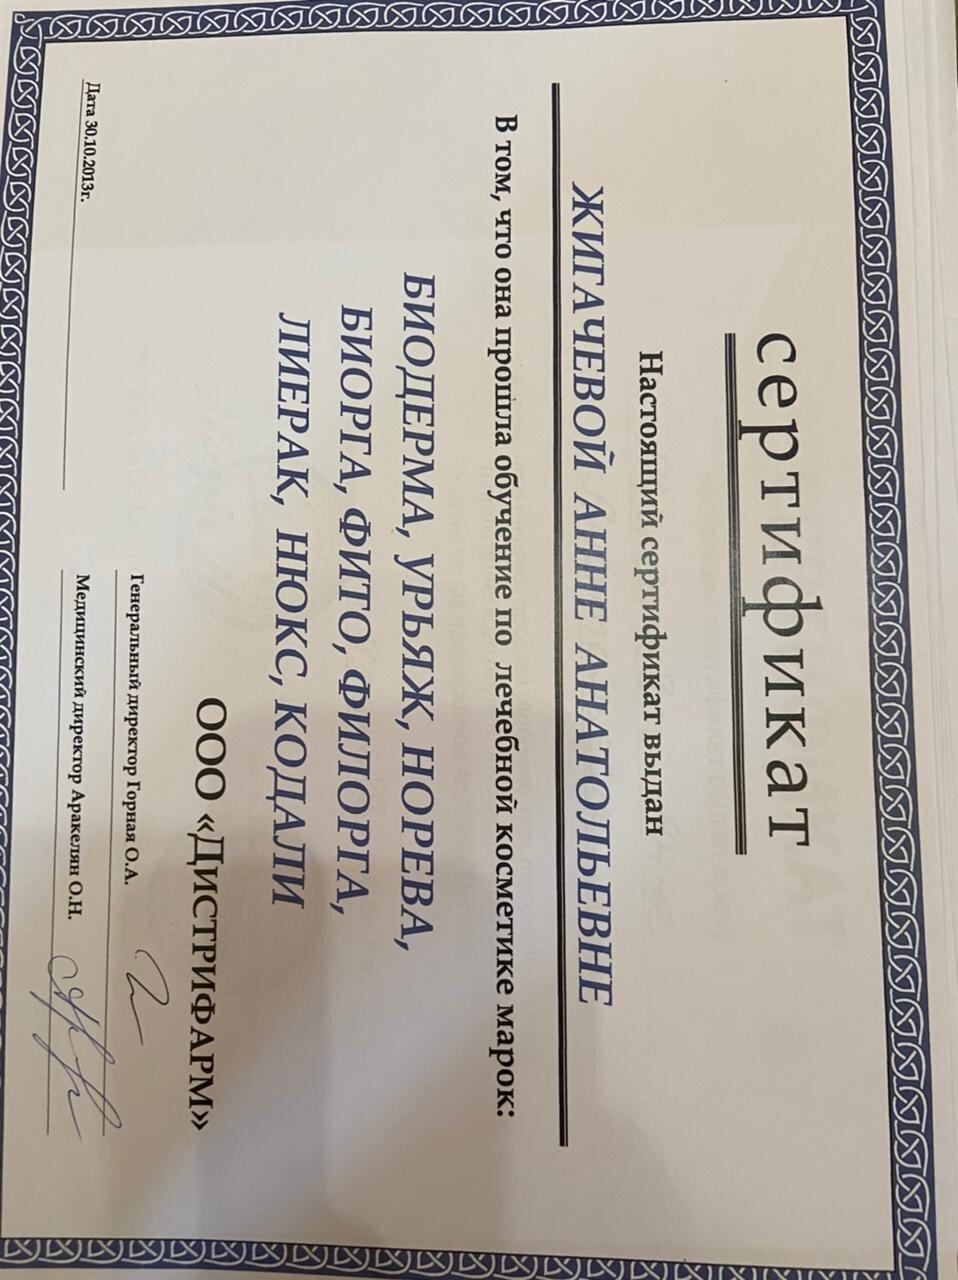 сертификат
Настоящий сертификат выдан
ЖИГАЧЕВОЙ АННЕ АНАТОЛЬЕВНЕ
В том, что она прошла обучение по лечебной косметике марок:
БИОДЕРМА, УРЬЯЖ, НОРЕВА,
БИОРГА, ФИТО, ФИЛОРГА,
ЛИЕРАК, НЮКС, КОДАЛИ
ООО «ДИСТРИФАРМ»
Генеральный директор Горная О.А.
Дата 30.10.2013г.
Медицинский директор Аракелян О.Н.